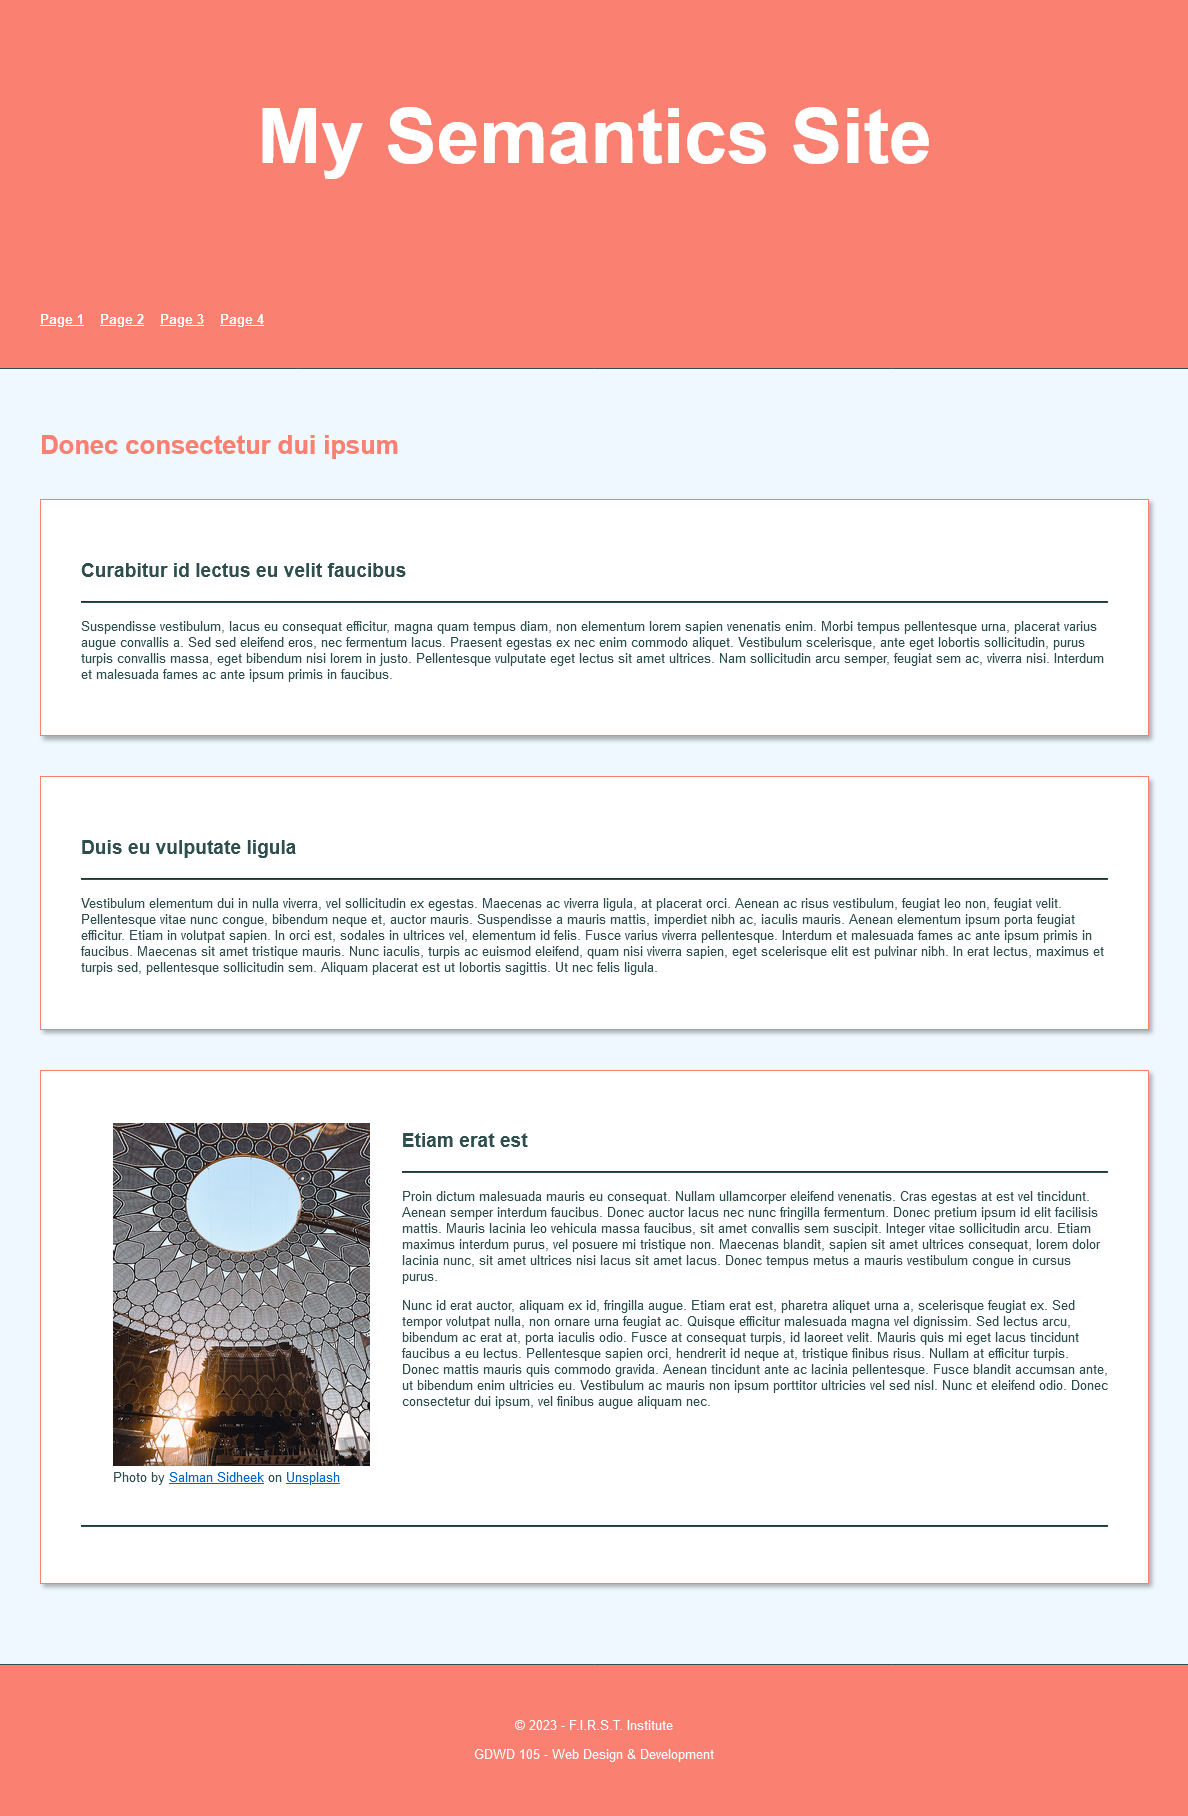 My Semantics Site
Page 1 Page 2 Page 3 Page 4
Donec consectetur dui ipsum
Curabitur id lectus eu velit faucibus
Suspendisse vestibulum, lacus eu consequat efficitur, magna quam tempus diam, non elementum lorem sapien venenatis enim. Morbi tempus pellentesque urna, placerat varius
augue convallis a. Sed sed eleifend eros, nec fermentum lacus. Praesent egestas ex nec enim commodo aliquet. Vestibulum scelerisque, ante eget lobortis sollicitudin, purus
turpis convallis massa, eget bibendum nisi lorem in justo. Pellentesque vulputate eget lectus sit amet ultrices. Nam sollicitudin arcu semper, feugiat sem ac, viverra nisi. Interdum
et malesuada fames ac ante ipsum primis in faucibus.
Duis eu vulputate ligula
Vestibulum elementum dui in nulla viverra, vel sollicitudin ex egestas. Maecenas ac viverra ligula, at placerat orci. Aenean ac risus vestibulum, feugiat leo non, feugiat velit.
Pellentesque vitae nunc congue, bibendum neque et, auctor mauris. Suspendisse a mauris mattis, imperdiet nibh ac, iaculis mauris. Aenean elementum ipsum porta feugiat
efficitur. Etiam in volutpat sapien. In orci est, sodales in ultrices vel, elementum id felis. Fusce varius viverra pellentesque. Interdum et malesuada fames ac ante ipsum primis in
faucibus. Maecenas sit amet tristique mauris. Nunc iaculis, turpis ac euismod eleifend, quam nisi viverra sapien, eget scelerisque elit est pulvinar nibh. In erat lectus, maximus et
turpis sed, pellentesque sollicitudin sem. Aliquam placerat est ut lobortis sagittis. Ut nec felis ligula.
Etiam erat est
Proin dictum malesuada mauris eu consequat. Nullam ullamcorper eleifend venenatis. Cras egestas at est vel tincidunt.
Aenean semper interdum faucibus. Donec auctor lacus nec nunc fringilla fermentum. Donec pretium ipsum id elit facilisis
mattis. Mauris lacinia leo vehicula massa faucibus, sit amet convallis sem suscipit. Integer vitae sollicitudin arcu. Etiam
maximus interdum purus, vel posuere mi tristique non. Maecenas blandit, sapien sit amet ultrices consequat, lorem dolor
lacinia nunc, sit amet ultrices nisi lacus sit amet lacus. Donec tempus metus a mauris vestibulum congue in cursus
purus.
Nunc id erat auctor, aliquam ex id, fringilla augue. Etiam erat est, pharetra aliquet urna a, scelerisque feugiat ex. Sed
tempor volutpat nulla, non ornare urna feugiat ac. Quisque efficitur malesuada magna vel dignissim. Sed lectus arcu,
bibendum ac erat at, porta iaculis odio. Fusce at consequat turpis, id laoreet velit. Mauris quis mi eget lacus tincidunt
faucibus a eu lectus. Pellentesque sapien orci, hendrerit id neque at, tristique finibus risus. Nullam at efficitur turpis.
Donec mattis mauris quis commodo gravida. Aenean tincidunt ante ac lacinia pellentesque. Fusce blandit accumsan ante,
ut bibendum enim ultricies eu. Vestibulum ac mauris non ipsum porttitor ultricies vel sed nisl. Nunc et eleifend odio. Donec
consectetur dui ipsum, vel finibus augue aliquam nec.
Photo by Salman Sidheek on Unsplash
© 2023 - F.I.R.S.T. Institute
GDWD 105 - Web Design & Development